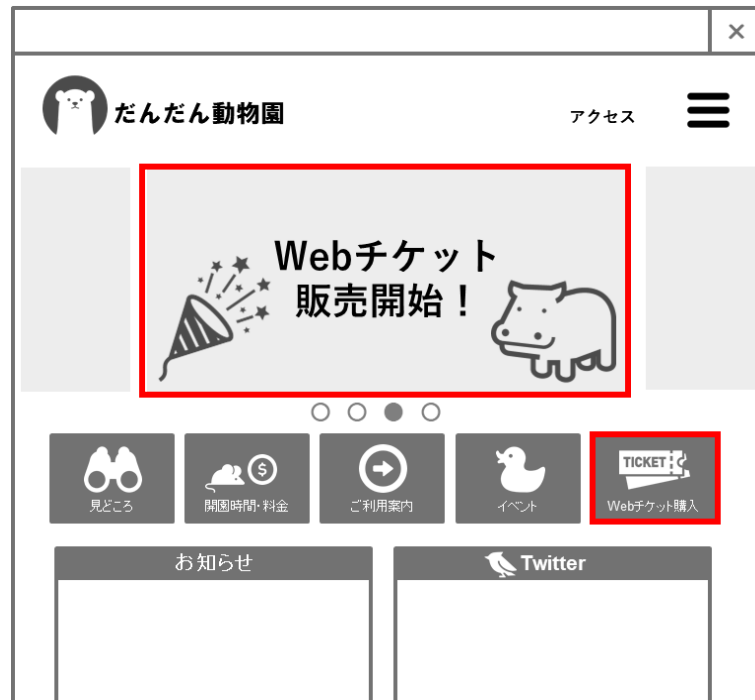 だんだん動物園
アクセス
Webチケット
販売開始！
見どころ
開園時間・料金
ご利用案内
イベント
TICKET
Webチケット購入
お知らせ
Twitter